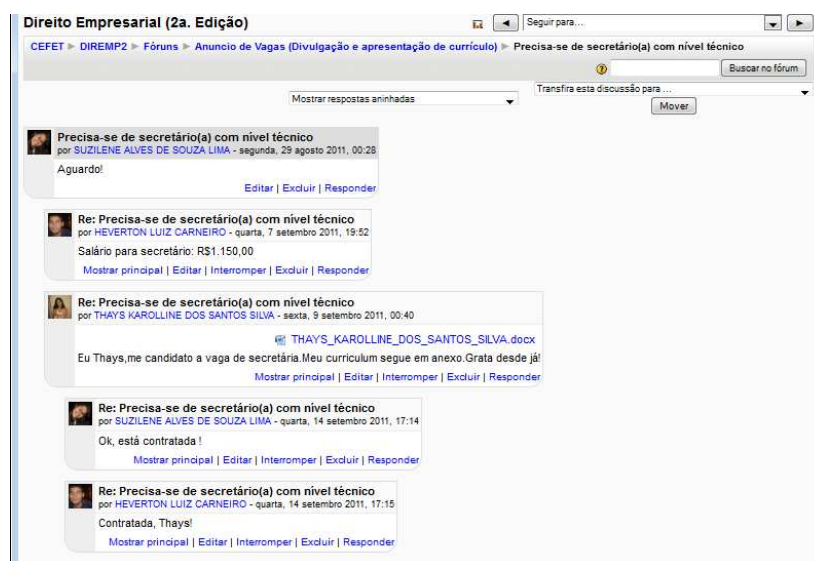 Direito Empresarial (2a. Edição)
Seguir para...
CEFET ► DIREMP2 ► Fóruns ► Anuncio de Vagas (Divulgação e apresentação de currículo) ► Precisa-se de secretário(a) com nível técnico
Buscar no fórum
Mostrar respostas aninhadas
Transfira esta discussão para ...
Mover
Precisa-se de secretário(a) com nível técnico
por SUZILENE ALVES DE SOUZA LIMA - segunda, 29 agosto 2011, 00:28
Aguardo!
Editar | Excluir | Responder
Re: Precisa-se de secretário(a) com nível técnico
por HEVERTON LUIZ CARNEIRO - quarta, 7 setembro 2011, 19:52
Salário para secretário: R$1.150,00
Mostrar principal | Editar | Interromper | Excluir | Responder
Re: Precisa-se de secretário(a) com nível técnico
por THAYS KAROLLINE DOS SANTOS SILVA - sexta, 9 setembro 2011, 00:40
THAYS_KAROLLINE_DOS_SANTOS_SILVA.docx
Eu Thays,me candidato a vaga de secretária.Meu curriculum segue em anexo.Grata desde já!
Mostrar principal | Editar | Interromper | Excluir | Responder
Re: Precisa-se de secretário(a) com nível técnico
por SUZILENE ALVES DE SOUZA LIMA - quarta, 14 setembro 2011, 17:14
Ok, está contratada !
Mostrar principal | Editar | Interromper | Excluir | Responder
Re: Precisa-se de secretário(a) com nível técnico
por HEVERTON LUIZ CARNEIRO - quarta, 14 setembro 2011, 17:15
Contratada, Thays!
Mostrar principal | Editar | Interromper | Excluir | Responder